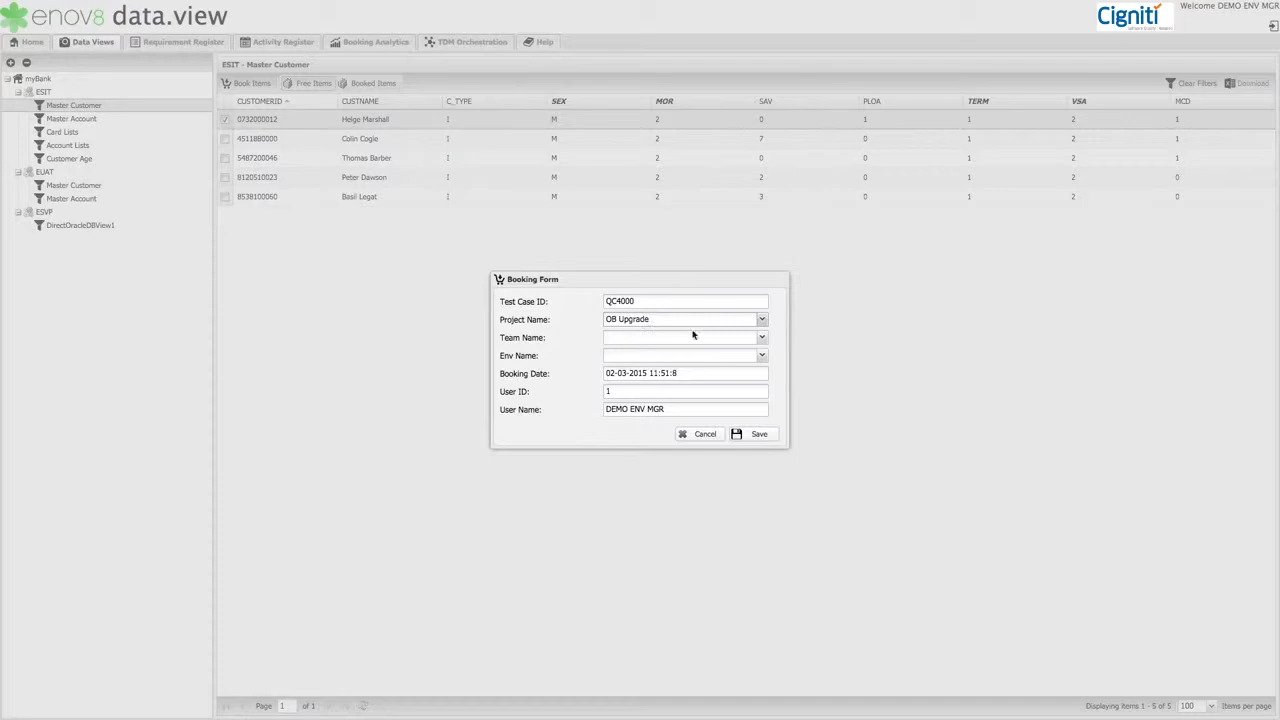 enov8 data.view
Cigniti
Welcome DEMO ENV MGR
Home
Data Views
Requirement Register
Activity Register
Booking Analytics
TDM Orchestration
Help
myBank
ESIT
Master Customer
Master Account
Card Lists
Account Lists
Customer Age
EUAT
Master Customer
Master Account
ESVP
DirectOracleDBView1
ESIT - Master Customer
Book Items Free Items Booked Items Clear Filters Download
CUSTOMERID CUSTNAME C_TYPE SEX MOR SAV PLOA TERM VSA MCD
0732000012 Helge Marshall I M 2 0 1 1 2 1
4511880000 Colin Cogle I M 2 7 0 1 2 1
5487200046 Thomas Barber I M 2 0 0 1 2 1
8120510023 Peter Dawson I M 2 2 0 1 2 0
8538100060 Basil Legat I M 2 3 0 1 2 0
Booking Form
Test Case ID: QC4000
Project Name: OB Upgrade
Team Name:
Env Name:
Booking Date: 02-03-2015 11:51:8
User ID: 1
User Name: DEMO ENV MGR
Cancel Save
Page 1 of 1
Displaying items 1 - 5 of 5 100 Items per page